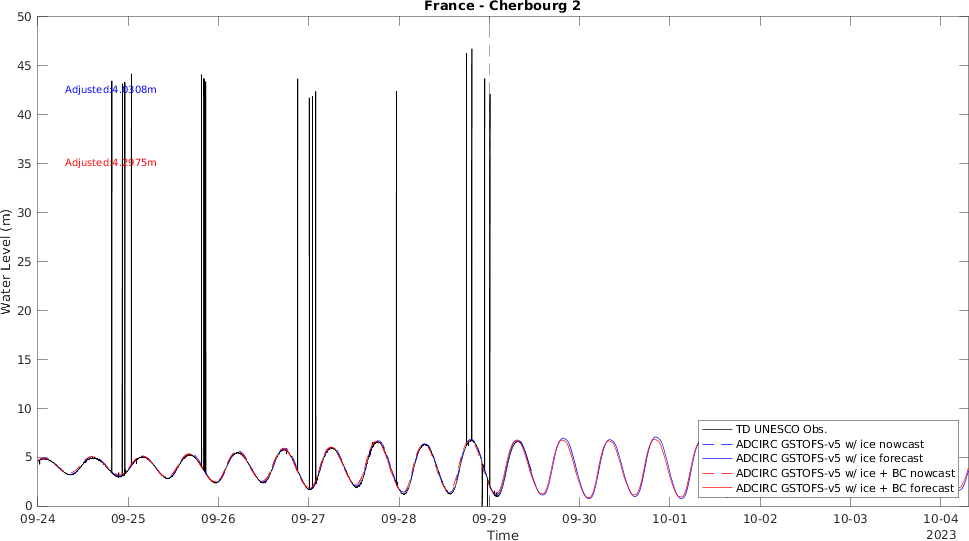 France - Cherbourg 2
50
45
40
35
30
25
20
15
10
5
0
Water Level (m)
Adjusted:4.0308m
Adjusted:4.2975m
TD UNESCO Obs.
ADCIRC GSTOFS-v5 w/ ice nowcast
ADCIRC GSTOFS-v5 w/ ice forecast
ADCIRC GSTOFS-v5 w/ ice + BC nowcast
ADCIRC GSTOFS-v5 w/ ice + BC forecast
09-24 09-25 09-26 09-27 09-28 09-29 09-30 10-01 10-02 10-03 10-04
2023
Time